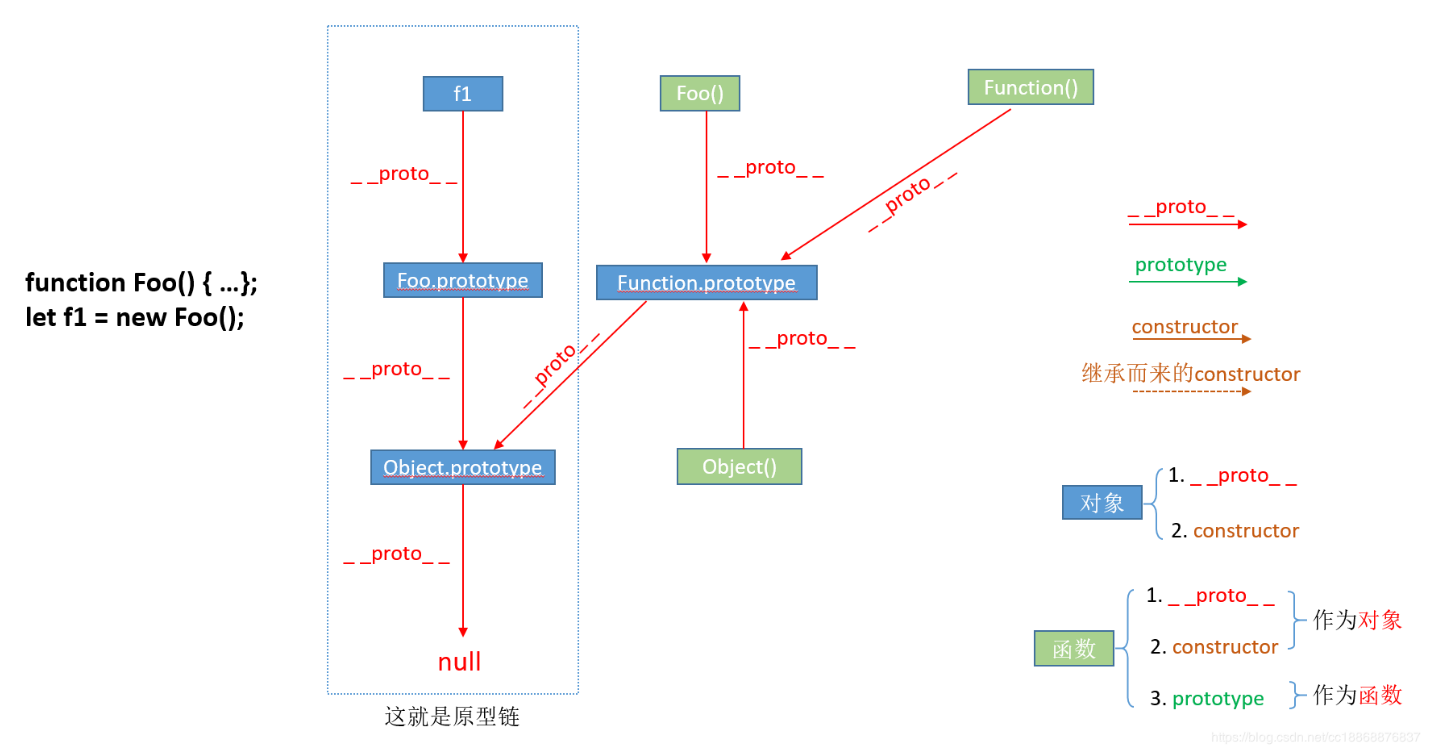 f1
Foo()
Function()
_ _proto_ _
_ _proto_ _
_ _proto_ _
_ _proto_ _
prototype
function Foo() { ...};
let f1 = new Foo();
Foo.prototype
Function.prototype
constructor
_ _proto_ _
_ _proto_ _
_ _proto_ _
继承而来的constructor
Object.prototype
Object()
对象
1. _ _proto_ _
2. constructor
_ _proto_ _
null
函数
1. _ _proto_ _
2. constructor
作为对象
3. prototype
作为函数
这就是原型链
https://blog.csdn.net/cc18868876837